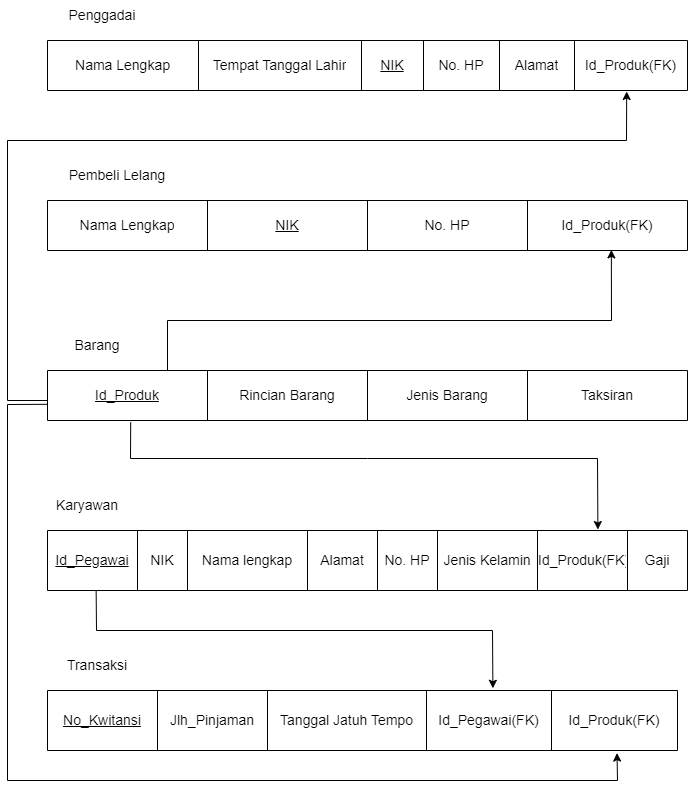 Penggadai
Nama Lengkap Tempat Tanggal Lahir NIK No. HP Alamat Id_Produk(FK)
Pembeli Lelang
Nama Lengkap NIK No. HP Id_Produk(FK)
Barang
Id_Produk Rincian Barang Jenis Barang Taksiran
Karyawan
Id_Pegawai NIK Nama lengkap Alamat No. HP Jenis Kelamin Id_Produk(FK) Gaji
Transaksi
No_Kwitansi Jlh_Pinjaman Tanggal Jatuh Tempo Id_Pegawai(FK) Id_Produk(FK)